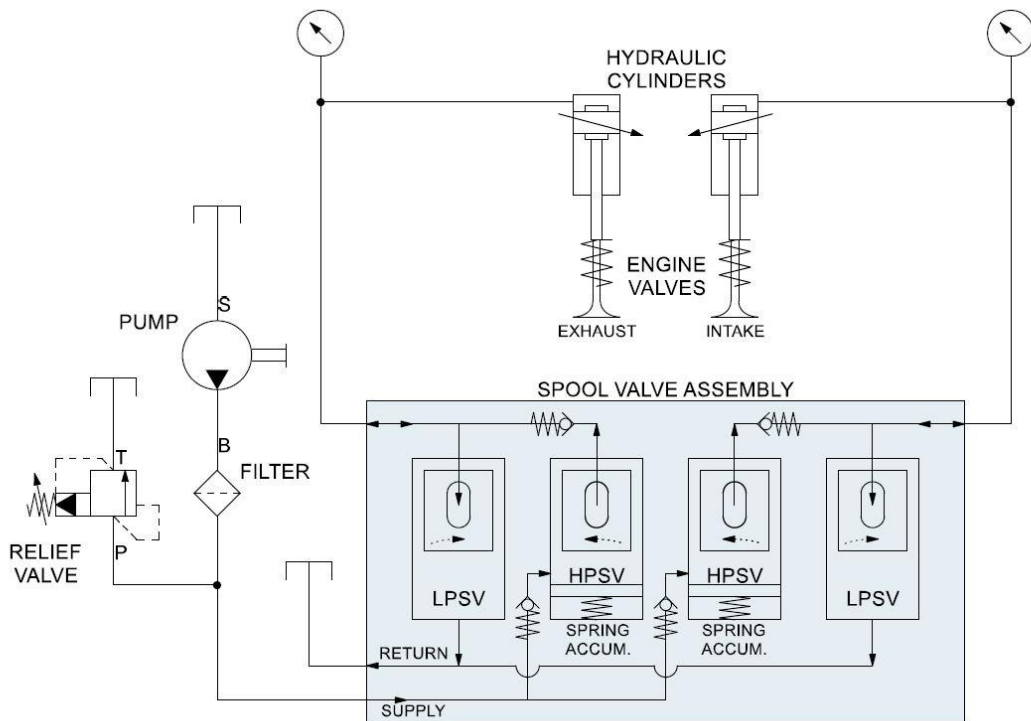 HYDRAULIC
CYLINDERS
ENGINE
VALVES
EXHAUST
INTAKE
S
PUMP
B
FILTER
T
P
RELIEF
VALVE
SPOOL VALVE ASSEMBLY
LPSV
HPSV
HPSV
LPSV
SPRING
ACCUM.
SPRING
ACCUM.
RETURN
SUPPLY